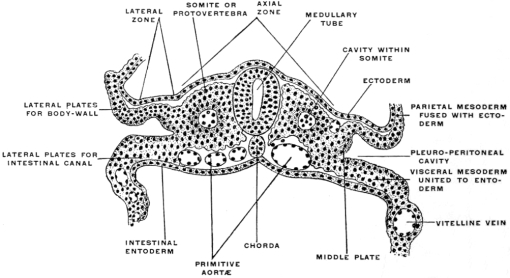 LATERAL
ZONE
SOMITE OR
PROTOVERTEBRA
AXIAL
ZONE
MEDULLARY
TUBE
CAVITY WITHIN
SOMITE
ECTODERM
LATERAL PLATES
FOR BODY-WALL
PARIETAL MESODERM
FUSED WITH ECTO-
DERM
LATERAL PLATES FOR
INTESTINAL CANAL
PLEURO-PERITONEAL
CAVITY
VISCERAL MESODERM
UNITED TO ENTO-
DERM
VITELLINE VEIN
INTESTINAL
ENTODERM
PRIMITIVE
AORTÆ
CHORDA
MIDDLE PLATE